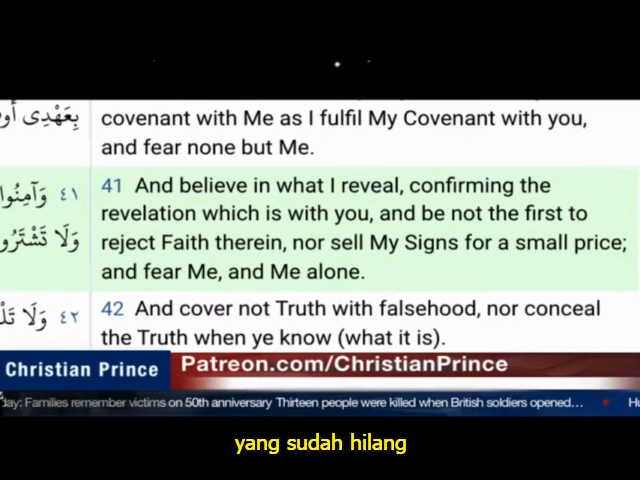 بِعَهْدِى
covenant with Me as I fulfil My Covenant with you,
and fear none but Me.
٤١ وَآمِنُوا
41 And believe in what I reveal, confirming the
revelation which is with you, and be not the first to
وَلَا تَشْتَرُو
reject Faith therein, nor sell My Signs for a small price;
and fear Me, and Me alone.
٤٢ وَلَا
42 And cover not Truth with falsehood, nor conceal
the Truth when ye know (what it is).
Christian Prince
Patreon.com/ChristianPrince
day: Families remember victims on 50th anniversary Thirteen people were killed when British soldiers opened...
yang sudah hilang